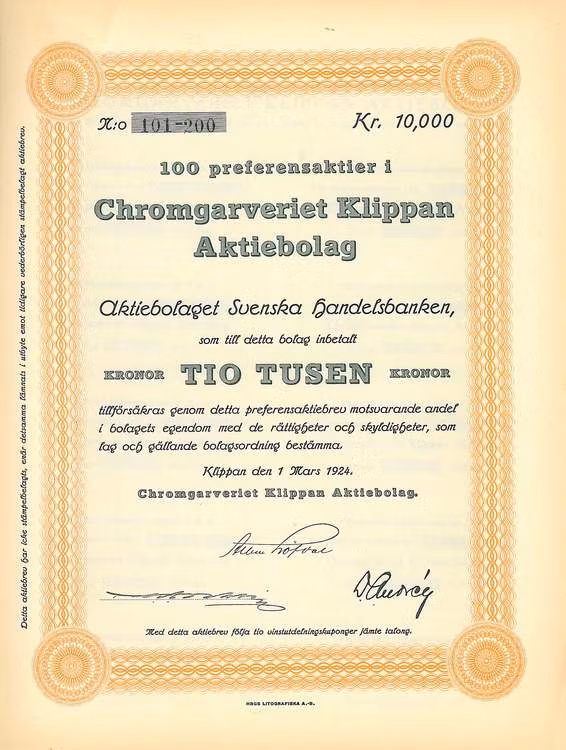 N:o 101-200
Kr. 10,000
100 preferensaktier i
Chromgarveriet Klippan
Aktiebolag
Aktiebolaget Svenska Handelsbanken,
som till detta bolag inbetalt
KRONOR TIO TUSEN KRONOR
tillförsäkras genom detta preferensaktiebrev motsvarande andel
i bolagets egendom med de rättigheter och skyldigheter, som
lag och gällande bolagsordning bestämma.
Klippan den 1 Mars 1924.
Chromgarveriet Klippan Aktiebolag.
Med detta aktiebrev följa tio vinstutdelningskuponger jämte talong.
HBGS LITOGRAFISKA A.-B.
Detta aktiebrev har icke stämpelbelagts, enär detsamma lämnats i utbyte emot tidigare vederbörligen stämpelbelagt aktiebrev.